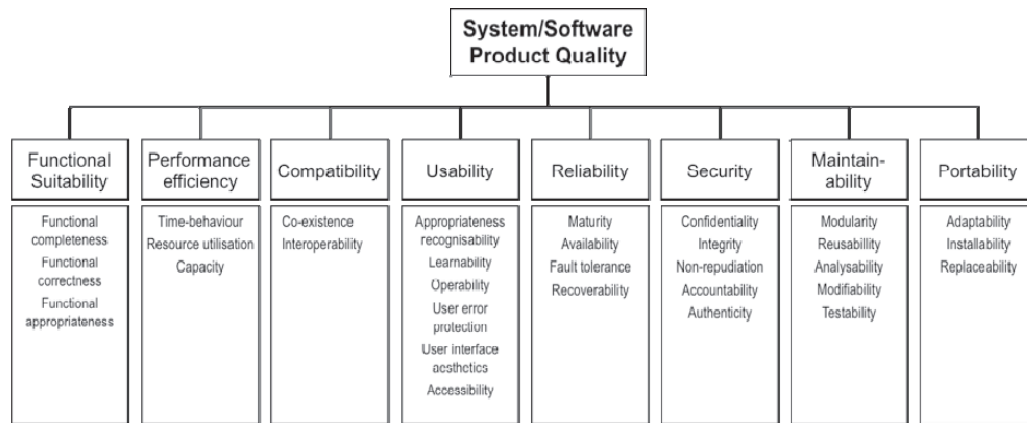 System/Software
Product Quality
Functional
Suitability
Performance
efficiency
Compatibility
Usability
Reliability
Security
Maintain-
ability
Portability
Functional
completeness
Functional
correctness
Functional
appropriateness
Time-behaviour
Resource utilisation
Capacity
Co-existence
Interoperability
Appropriateness
recognisability
Learnability
Operability
User error
protection
User interface
aesthetics
Accessibility
Maturity
Availability
Fault tolerance
Recoverability
Confidentiality
Integrity
Non-repudiation
Accountability
Authenticity
Modularity
Reusabillity
Analysability
Modifiability
Testability
Adaptability
Installability
Replaceability